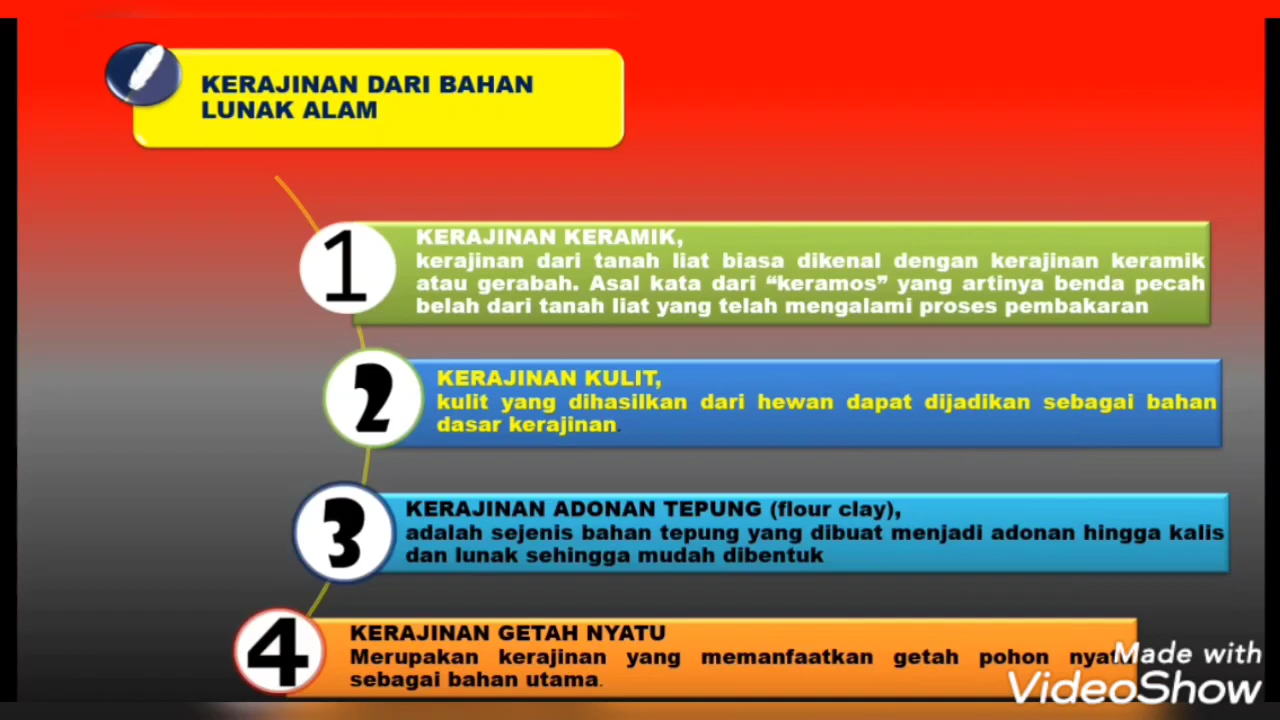 KERAJINAN DARI BAHAN
LUNAK ALAM
1
KERAJINAN KERAMIK,
kerajinan dari tanah liat biasa dikenal dengan kerajinan keramik
atau gerabah. Asal kata dari “keramos” yang artinya benda pecah
belah dari tanah liat yang telah mengalami proses pembakaran
2
KERAJINAN KULIT,
kulit yang dihasilkan dari hewan dapat dijadikan sebagai bahan
dasar kerajinan.
3
KERAJINAN ADONAN TEPUNG (flour clay),
adalah sejenis bahan tepung yang dibuat menjadi adonan hingga kalis
dan lunak sehingga mudah dibentuk
4
KERAJINAN GETAH NYATU
Merupakan kerajinan yang memanfaatkan getah pohon
sebagai bahan utama.
Made with
VideoShow